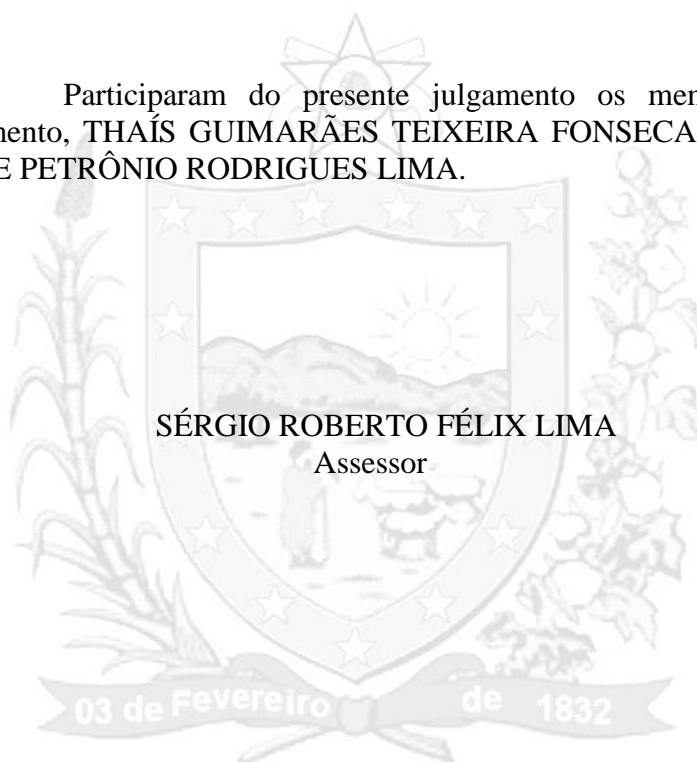 Participaram do presente julgamento os
mento, THAÍS GUIMARÃES TEIXEIRA FONSECA
E PETRÔNIO RODRIGUES LIMA.
SÉRGIO ROBERTO FÉLIX LIMA
Assessor
03 de Fevereiro de 1832